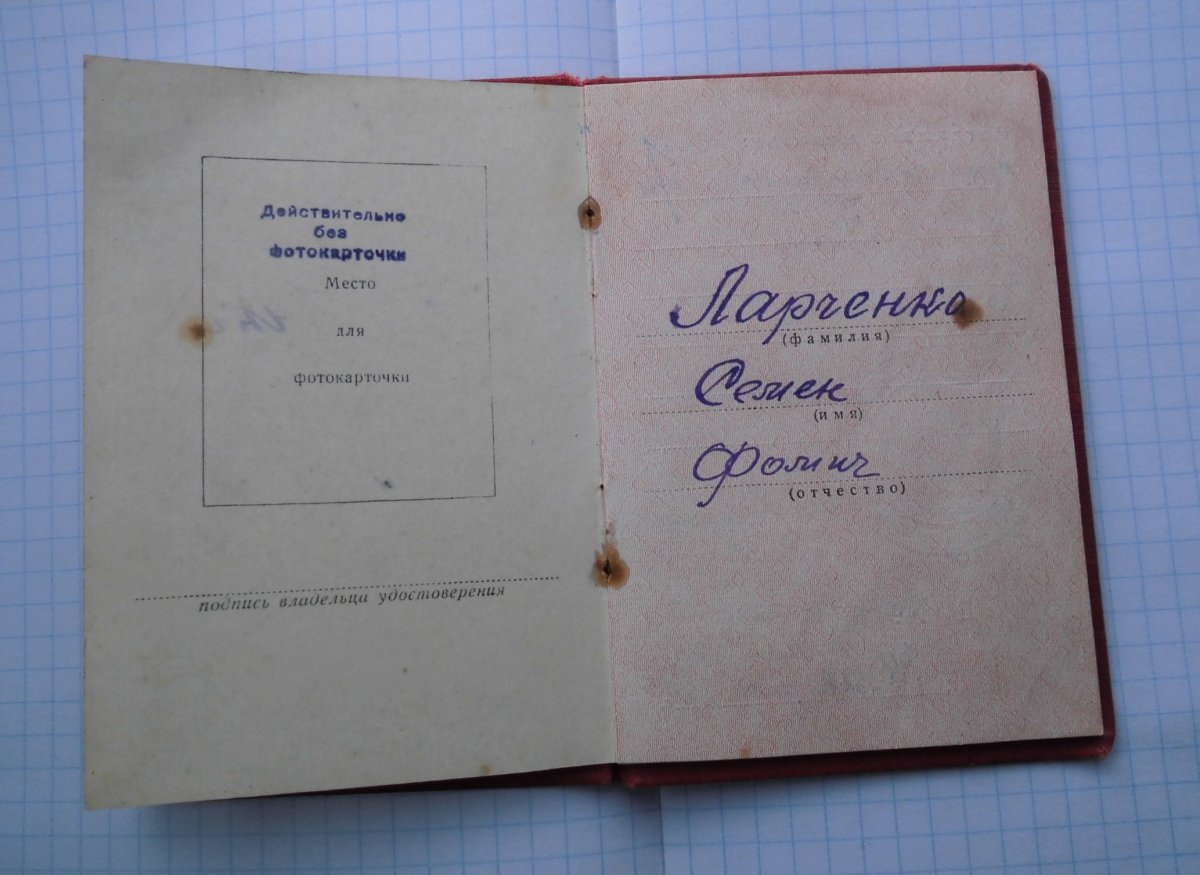 Действительно
без
фотокарточки
Место
для
фотокарточки
подпись владельца удостоверения
Ларченко
(фамилия)
Семен
(имя)
Фомич
(отчество)